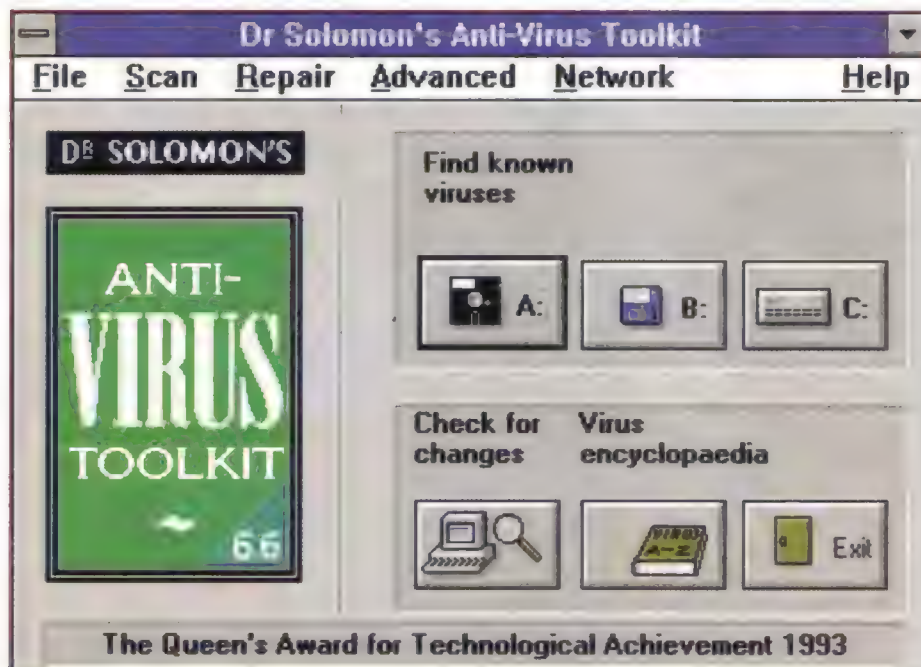 Dr Solomon's Anti-Virus Toolkit
File Scan Repair Advanced Network Help
DR SOLOMON'S
ANTI-
VIRUS
TOOLKIT
6.6
Find known
viruses
A: B: C:
Check for
changes
Virus
encyclopaedia
VIRUS
A-Z
Exit
The Queen's Award for Technological Achievement 1993